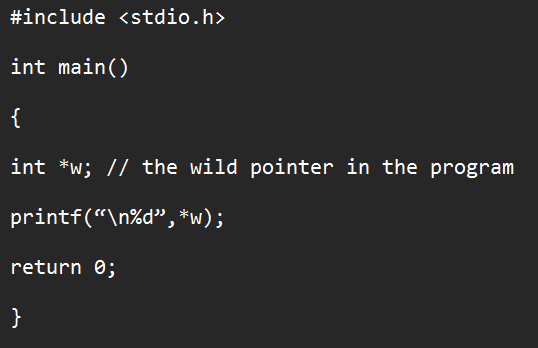 #include <stdio.h>
int main()
{
int *w; // the wild pointer in the program
printf(“\n%d”,*w);
return 0;
}